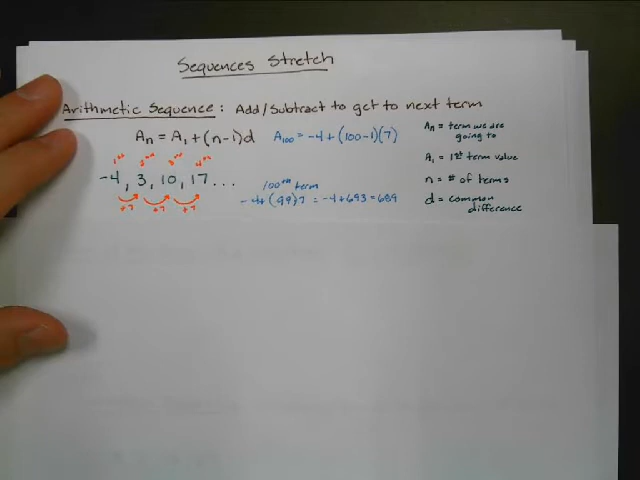 Sequences Stretch
Arithmetic Sequence: Add/Subtract to get to next term
An = A1 + (n-1)d
A100 = -4 + (100-1)(7)
An = term we are
going to
1st 2nd 3rd 4th
A1 = 1st term value
-4, 3, 10, 17...
n = # of terms
100th term
+7 +7 +7
-4 + (99)7 = -4 + 693 = 689
d = common
difference